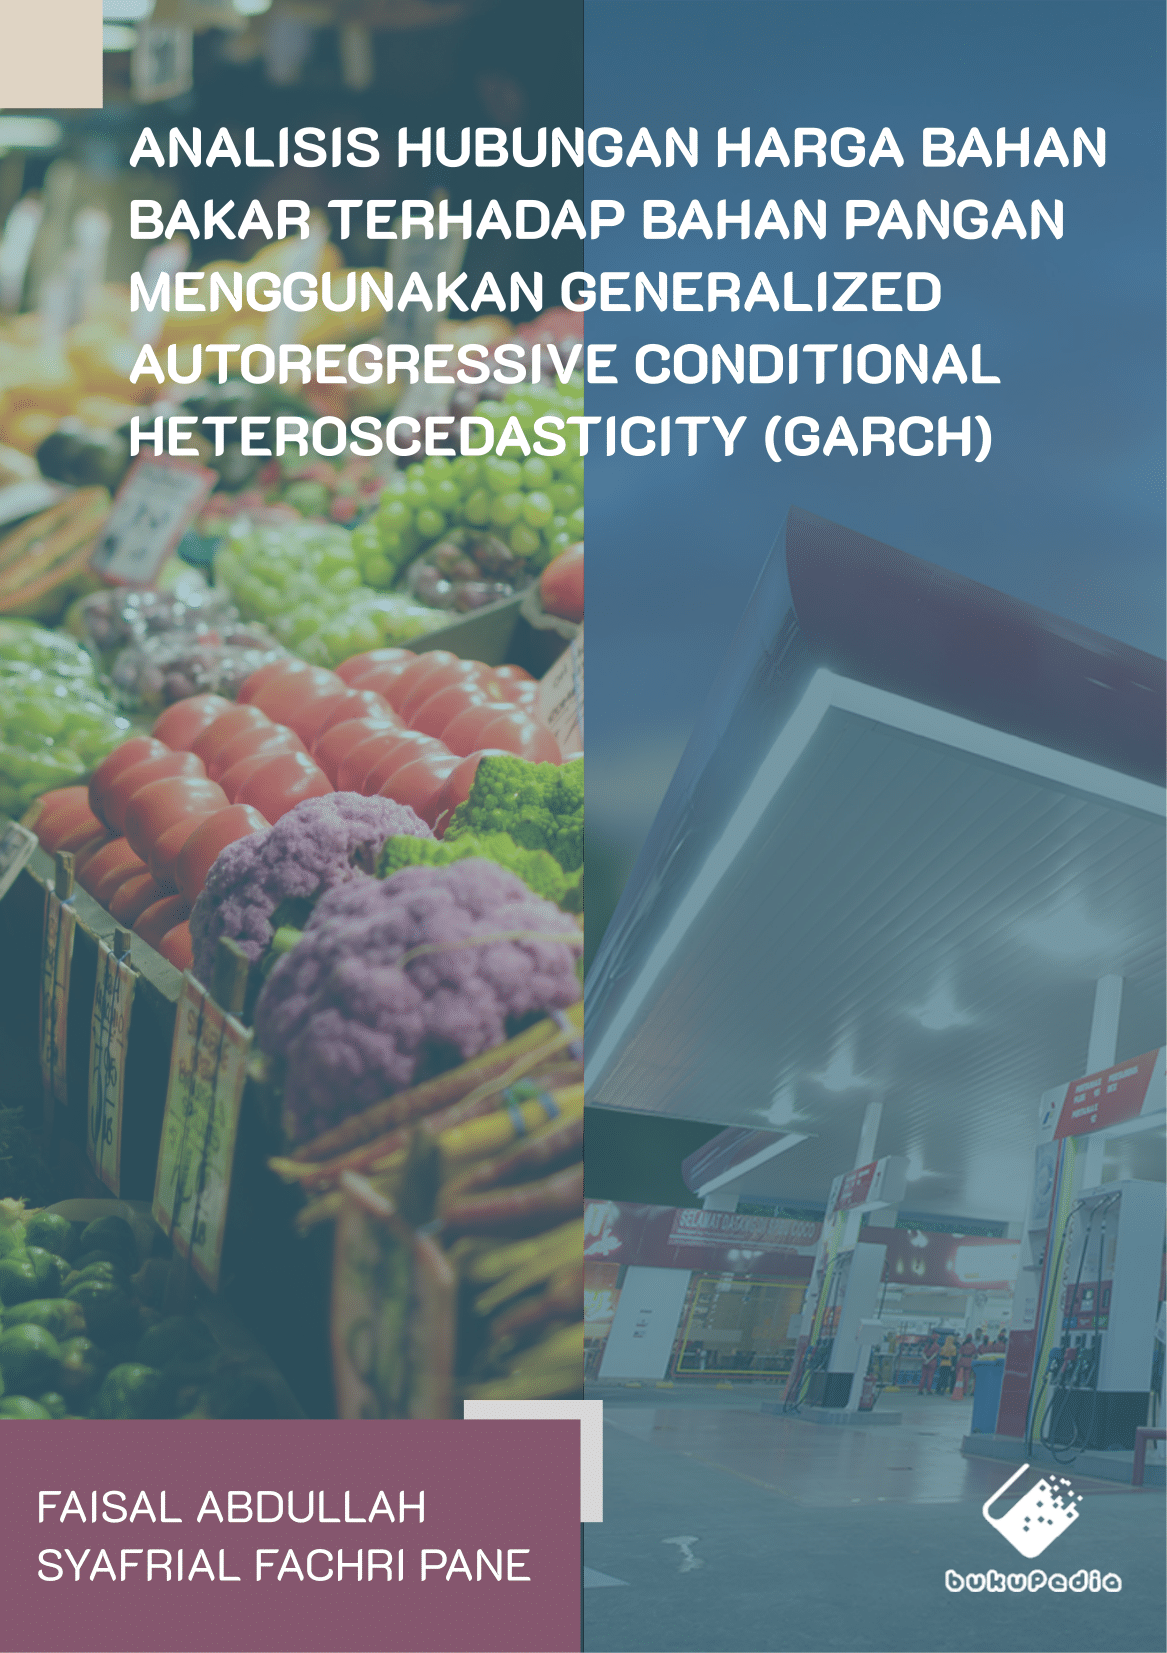 ANALISIS HUBUNGAN HARGA BAHAN
BAKAR TERHADAP BAHAN PANGAN
MENGGUNAKAN GENERALIZED
AUTOREGRESSIVE CONDITIONAL
HETEROSCEDASTICITY (GARCH)
FAISAL ABDULLAH
SYAFRIAL FACHRI PANE
bukupedia